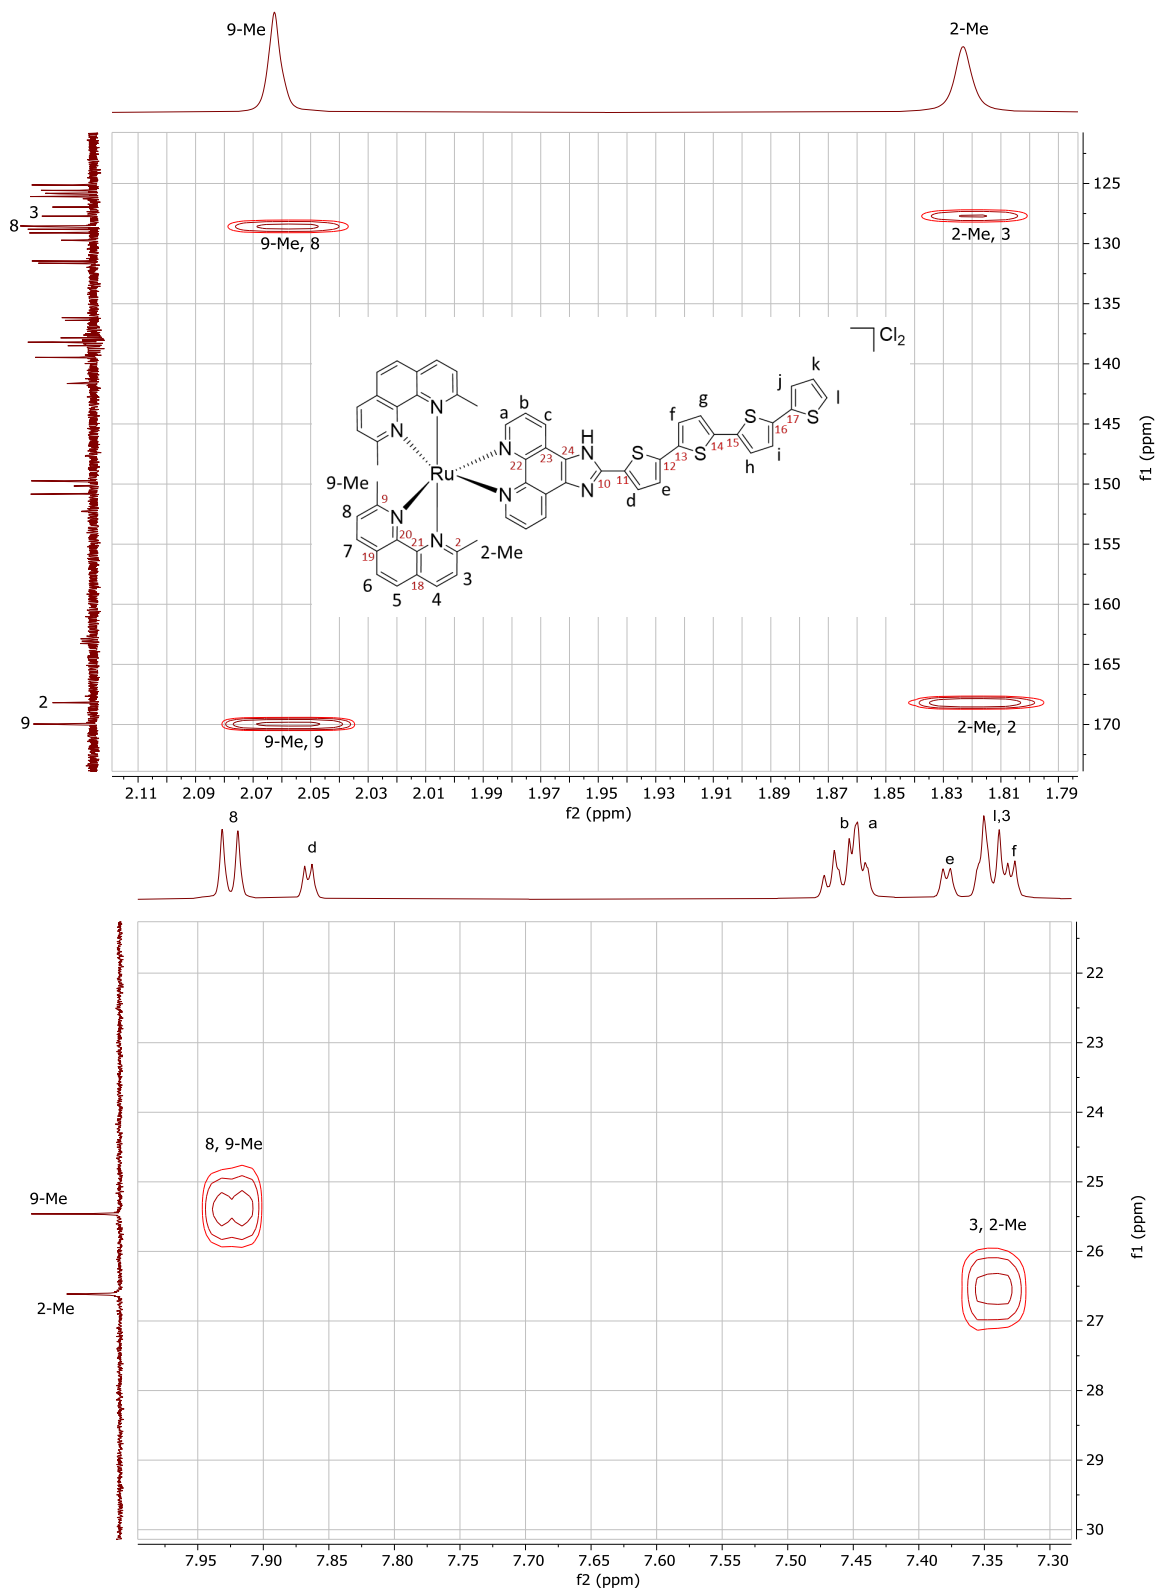 9-Me
2-Me
3
8
2
9
125
130
135
140
145
150
155
160
165
170
f1 (ppm)
9-Me, 8
2-Me, 3
9-Me, 9
2-Me, 2
Cl2
N
N
N
N
Ru
N
N
H
N
N
S
S
S
S
a
b
c
d
e
f
g
h
i
j
k
l
10
11
12
13
14
15
16
17
22
23
24
9-Me
9
8
7
6
5
4
3
2
2-Me
18
19
20
21
2.11
2.09
2.07
2.05
2.03
2.01
1.99
1.97
1.95
1.93
1.91
1.89
1.87
1.85
1.83
1.81
1.79
f2 (ppm)
8
d
b
a
e
l,3
f
9-Me
2-Me
8, 9-Me
3, 2-Me
22
23
24
25
26
27
28
29
30
f1 (ppm)
7.95
7.90
7.85
7.80
7.75
7.70
7.65
7.60
7.55
7.50
7.45
7.40
7.35
7.30
f2 (ppm)